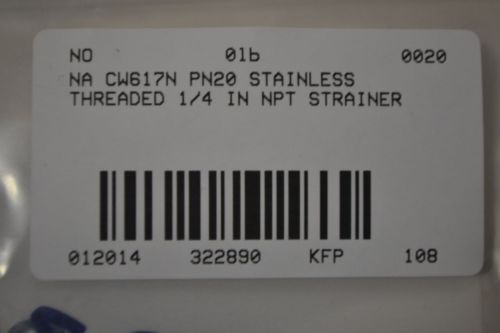 NO 01b 0020
NA CW617N PN20 STAINLESS
THREADED 1/4 IN NPT STRAINER
012014 322890 KFP 108